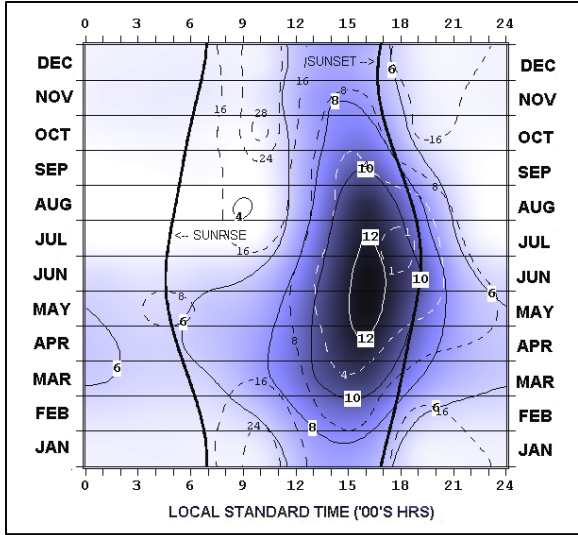 0 3 6 9 12 15 18 21 24
DEC SUNSET --> 6 DEC
16
NOV 16 8 8 NOV
OCT 28 -16 OCT
24
SEP 10 SEP
4 8
AUG 4 AUG
JUL <-- SUNRISE 12 1 JUL
16
JUN 1 10 JUN
8 6
MAY 6 MAY
APR 8 12 APR
6 4
MAR 16 10 MAR
FEB 6 16 FEB
24 8
JAN JAN
0 3 6 9 12 15 18 21 24
LOCAL STANDARD TIME ('00'S HRS)